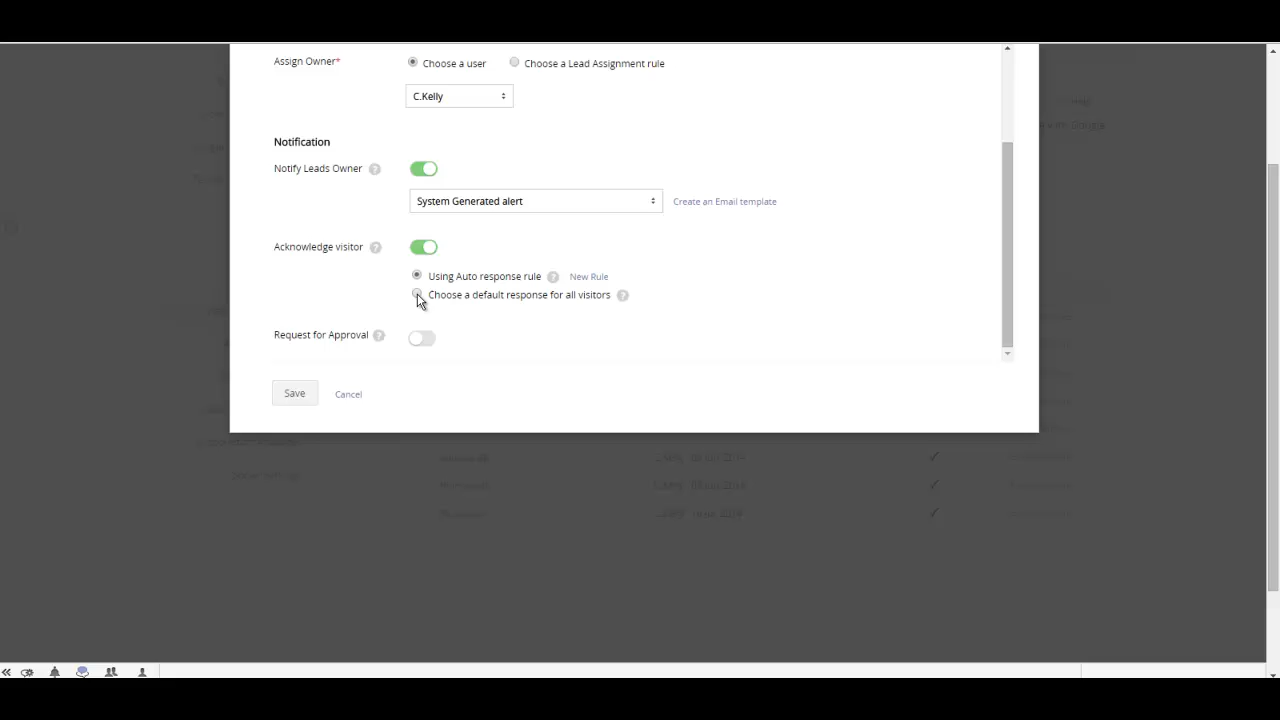 Assign Owner* Choose a user Choose a Lead Assignment rule
C.Kelly
Notification
Notify Leads Owner ?
System Generated alert Create an Email template
Acknowledge visitor ?
Using Auto response rule ? New Rule
Choose a default response for all visitors ?
Request for Approval ?
Save Cancel